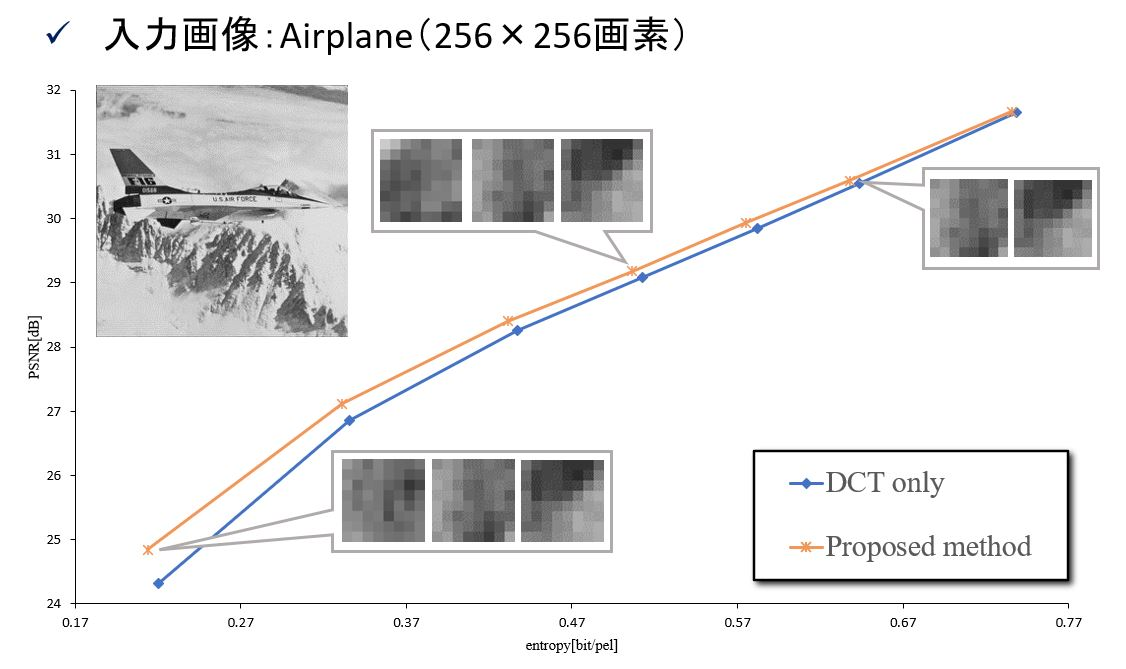 ✓ 入力画像：Airplane（256×256画素）
32
31
30
29
28
27
26
25
24
PSNR[dB]
F-16
01568
U.S. AIR FORCE
DCT only
Proposed method
0.17
0.27
0.37
0.47
0.57
0.67
0.77
entropy[bit/pel]